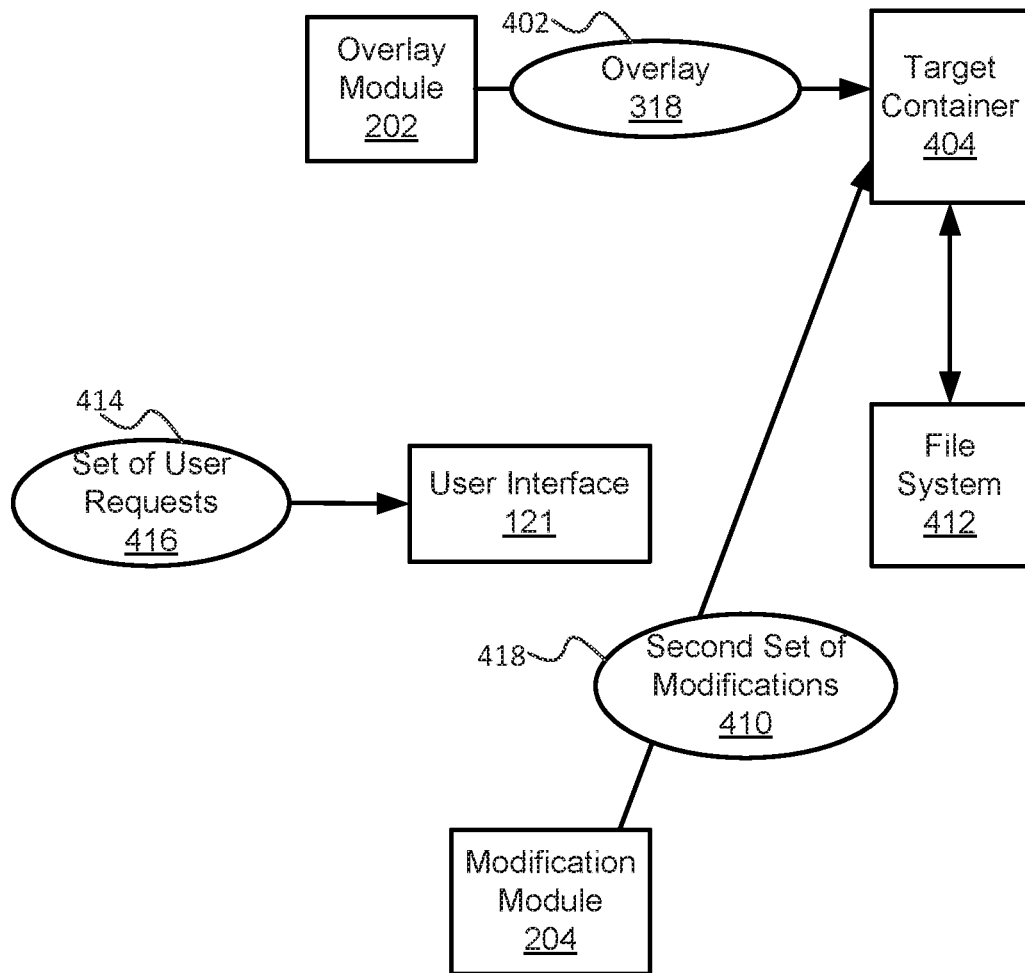 402
Overlay
Module
202
Overlay
318
Target
Container
404
414
Set of User
Requests
416
User Interface
121
File
System
412
418
Second Set of
Modifications
410
Modification
Module
204